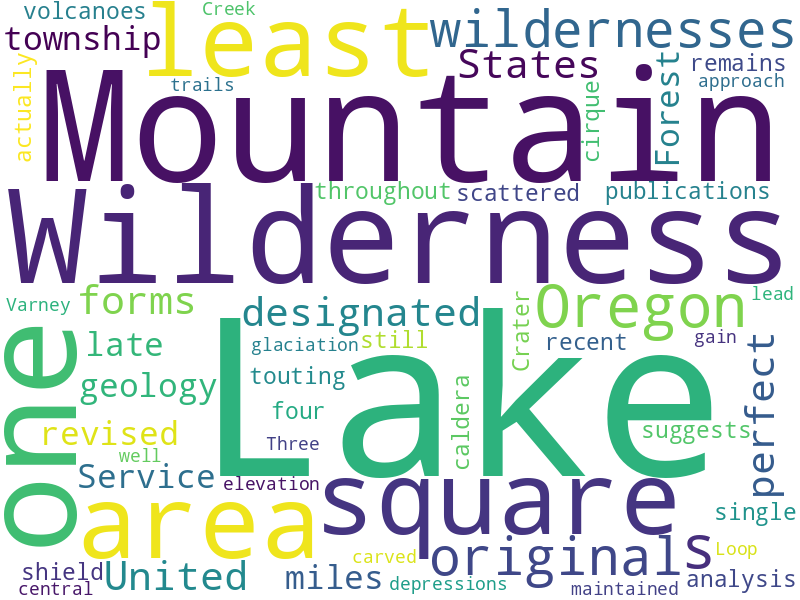 volcanoes
Creek
township
least
wildernesses
States
remains
actually
trails
approach
Mountain
cirque
Forest
throughout
scattered
publications
Wilderness
Varney
forms
designated
Crater
Oregon
lead
one
late
glaciation
still
recent
gain
geology
touting
Lake
caldera
perfect
four
revised
Three
suggests
well
Service
elevation
area
square
single
original
s
Loop
shield
central
United
miles
carved
depressions
maintained
analysis